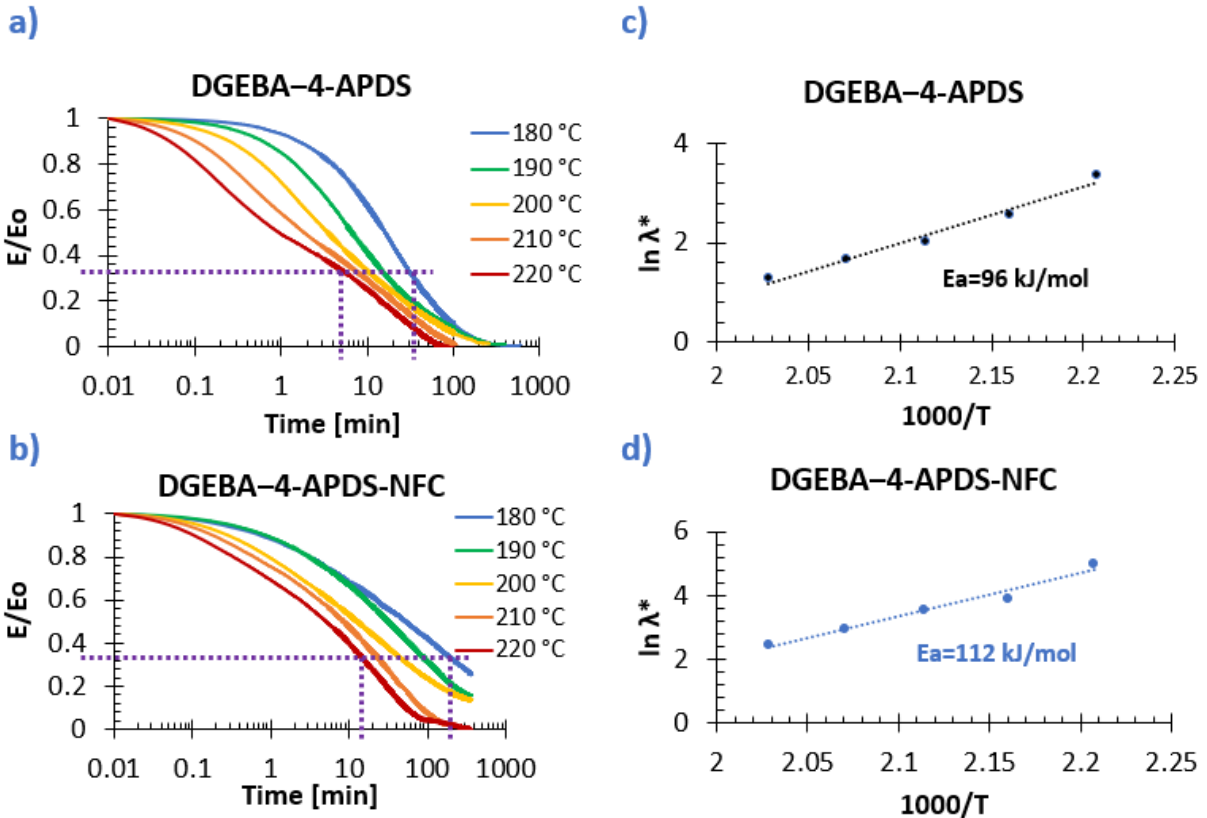 a)
DGEBA–4-APDS
E/Eo
1
0.8
0.6
0.4
0.2
0
0.01 0.1 1 10 100 1000
Time [min]
180 °C
190 °C
200 °C
210 °C
220 °C
c)
DGEBA–4-APDS
ln λ*
4
2
0
2 2.05 2.1 2.15 2.2 2.25
1000/T
Ea=96 kJ/mol
b)
DGEBA–4-APDS-NFC
E/Eo
1
0.8
0.6
0.4
0.2
0
0.01 0.1 1 10 100 1000
Time [min]
180 °C
190 °C
200 °C
210 °C
220 °C
d)
DGEBA–4-APDS-NFC
ln λ*
6
4
2
0
2 2.05 2.1 2.15 2.2 2.25
1000/T
Ea=112 kJ/mol